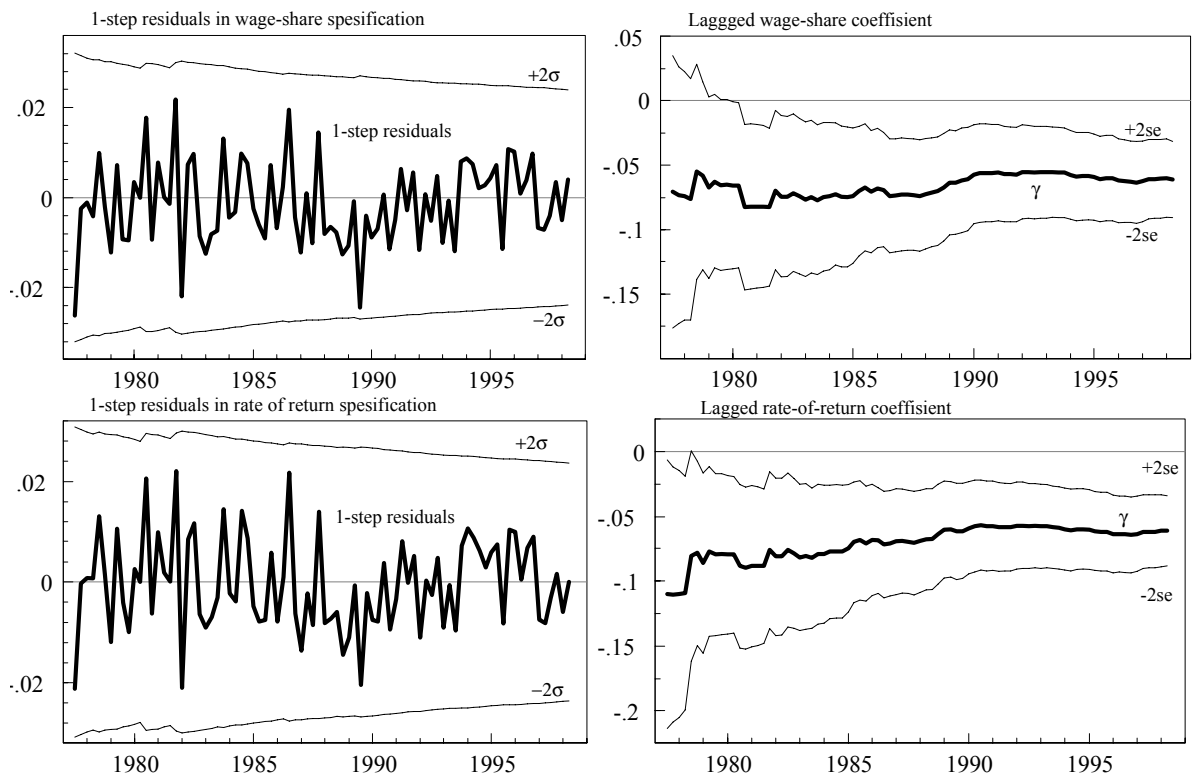 1-step residuals in wage-share spesification
+2σ
.02
1-step residuals
0
-.02
−2σ
1980 1985 1990 1995
Laggged wage-share coeffisient
.05
0
+2se
-.05
γ
-.1
-2se
-.15
1980 1985 1990 1995
1-step residuals in rate of return spesification
+2σ
.02
1-step residuals
0
-.02
−2σ
1980 1985 1990 1995
Lagged rate-of-return coeffisient
0
+2se
-.05
γ
-.1
-2se
-.15
-.2
1980 1985 1990 1995